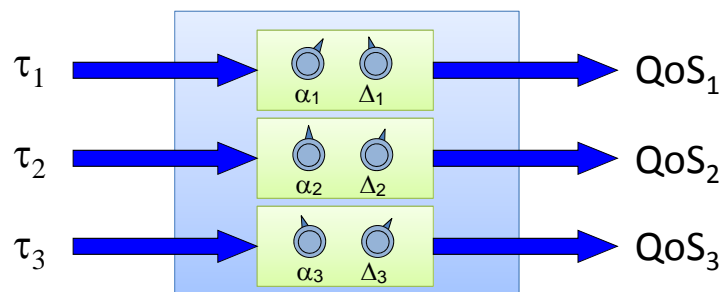 τ₁ α₁ Δ₁ QoS₁
τ₂ α₂ Δ₂ QoS₂
τ₃ α₃ Δ₃ QoS₃